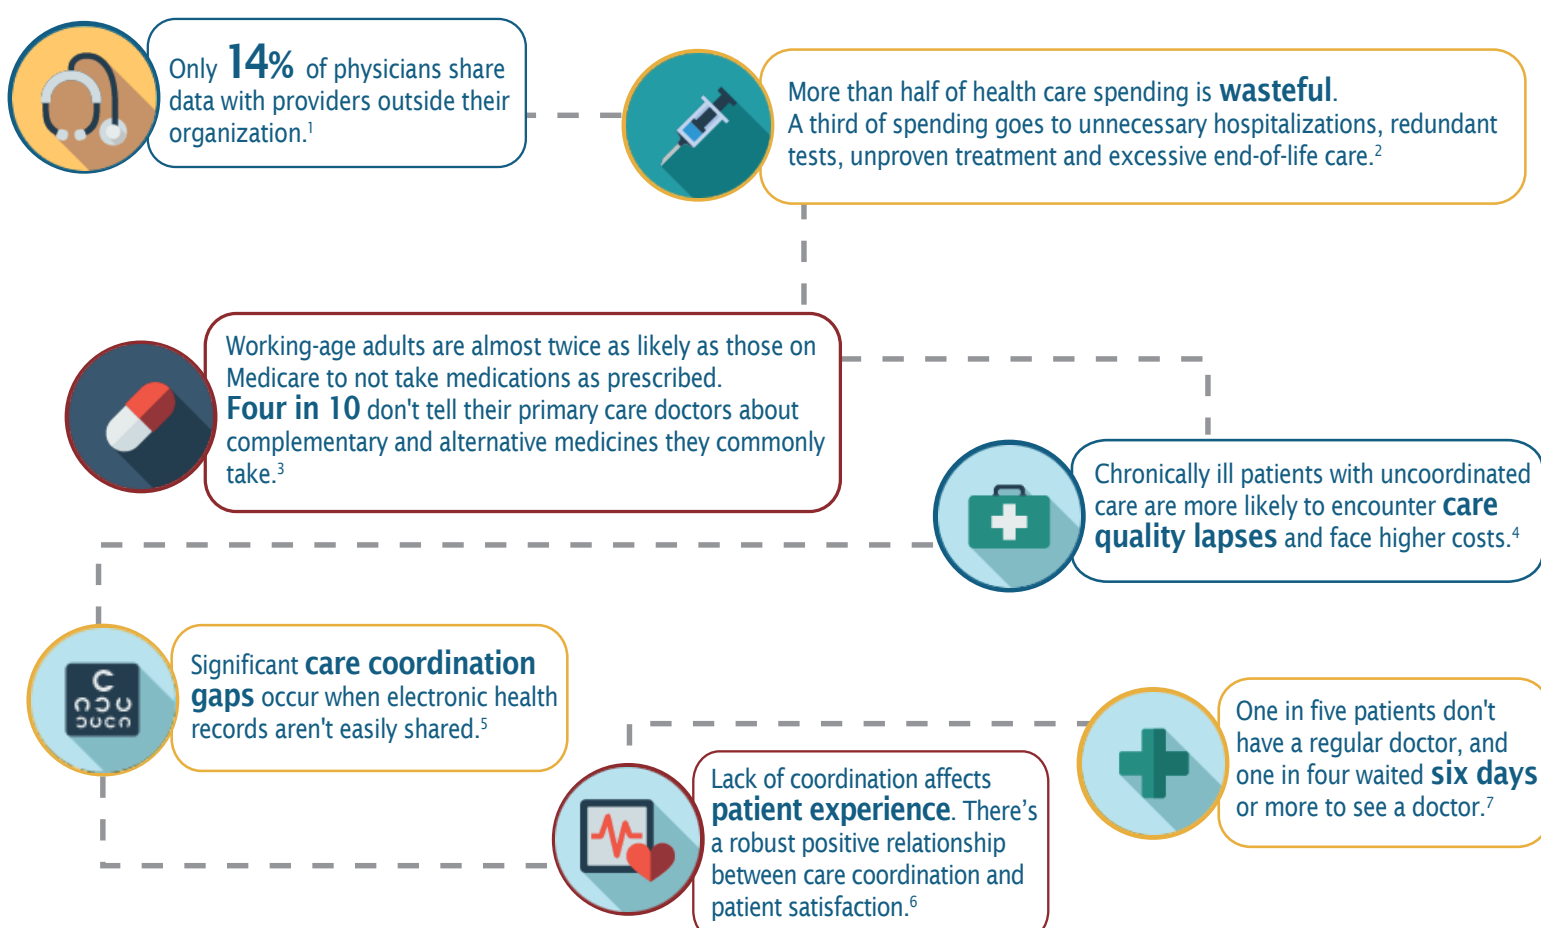 Only 14% of physicians share
data with providers outside their
organization.1
More than half of health care spending is wasteful.
A third of spending goes to unnecessary hospitalizations, redundant
tests, unproven treatment and excessive end-of-life care.2
Working-age adults are almost twice as likely as those on
Medicare to not take medications as prescribed.
Four in 10 don't tell their primary care doctors about
complementary and alternative medicines they commonly
take.3
Chronically ill patients with uncoordinated
care are more likely to encounter care
quality lapses and face higher costs.4
C
Significant care coordination
gaps occur when electronic health
records aren't easily shared.5
One in five patients don't
have a regular doctor, and
one in four waited six days
or more to see a doctor.7
Lack of coordination affects
patient experience. There’s
a robust positive relationship
between care coordination and
patient satisfaction.6